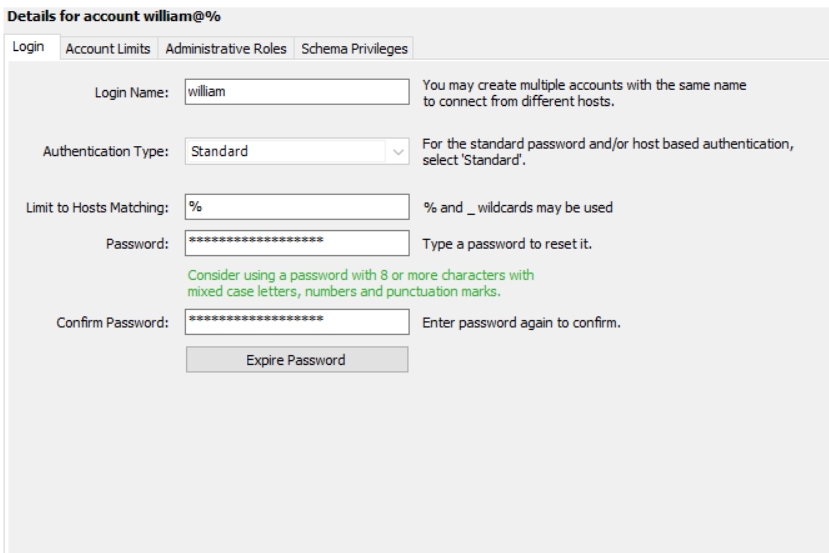 Details for account william@%
Login Account Limits Administrative Roles Schema Privileges
Login Name: william You may create multiple accounts with the same name
to connect from different hosts.
Authentication Type: Standard For the standard password and/or host based authentication,
select 'Standard'.
Limit to Hosts Matching: % % and _ wildcards may be used
Password: ****************** Type a password to reset it.
Consider using a password with 8 or more characters with
mixed case letters, numbers and punctuation marks.
Confirm Password: ****************** Enter password again to confirm.
Expire Password